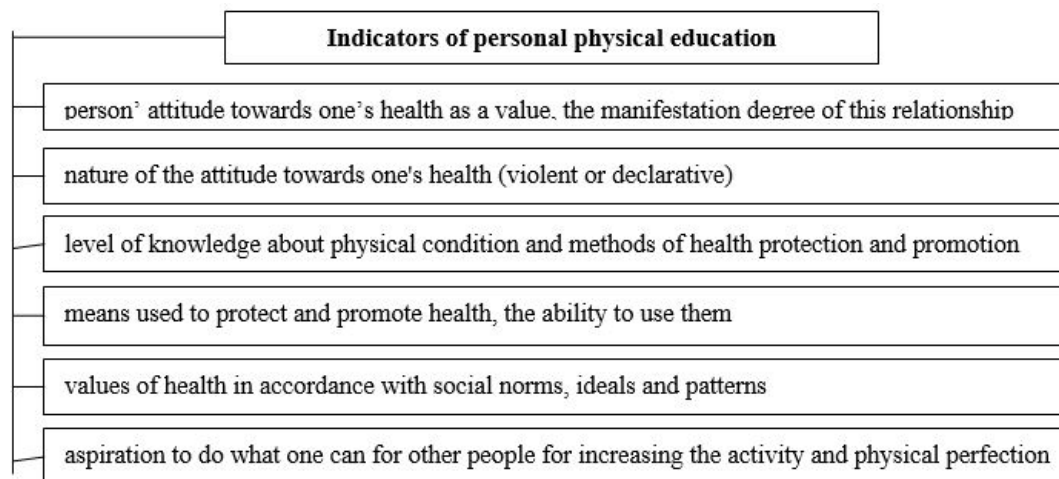 Indicators of personal physical education
person’ attitude towards one’s health as a value, the manifestation degree of this relationship
nature of the attitude towards one's health (violent or declarative)
level of knowledge about physical condition and methods of health protection and promotion
means used to protect and promote health, the ability to use them
values of health in accordance with social norms, ideals and patterns
aspiration to do what one can for other people for increasing the activity and physical perfection